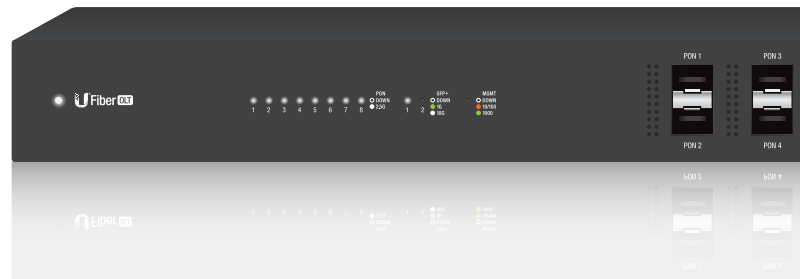 PON 1
PON 3
U Fiber OLT
PON
DOWN
2.5G
SFP+
DOWN
1G
10G
MGMT
DOWN
10/100
1000
1 2 3 4 5 6 7 8
1 2
PON 2
PON 4